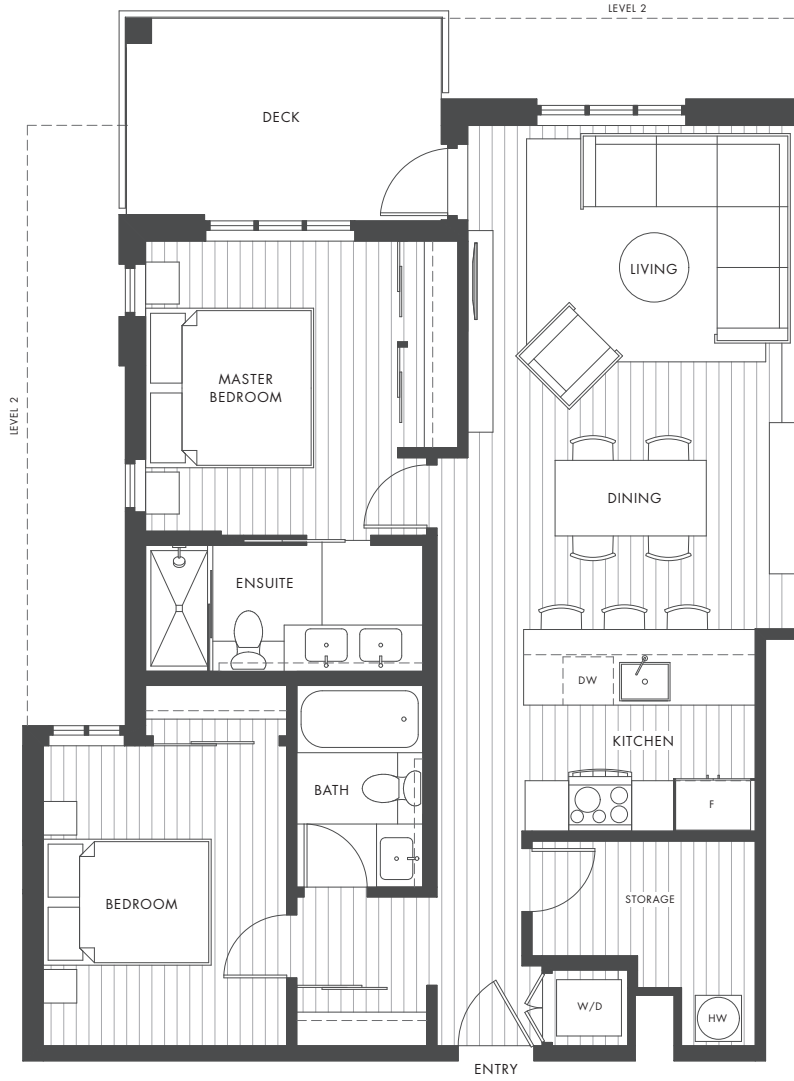 LEVEL 2
DECK
LIVING
MASTER
BEDROOM
LEVEL 2
DINING
ENSUITE
DW
KITCHEN
BATH
F
BEDROOM
STORAGE
W/D
HW
ENTRY